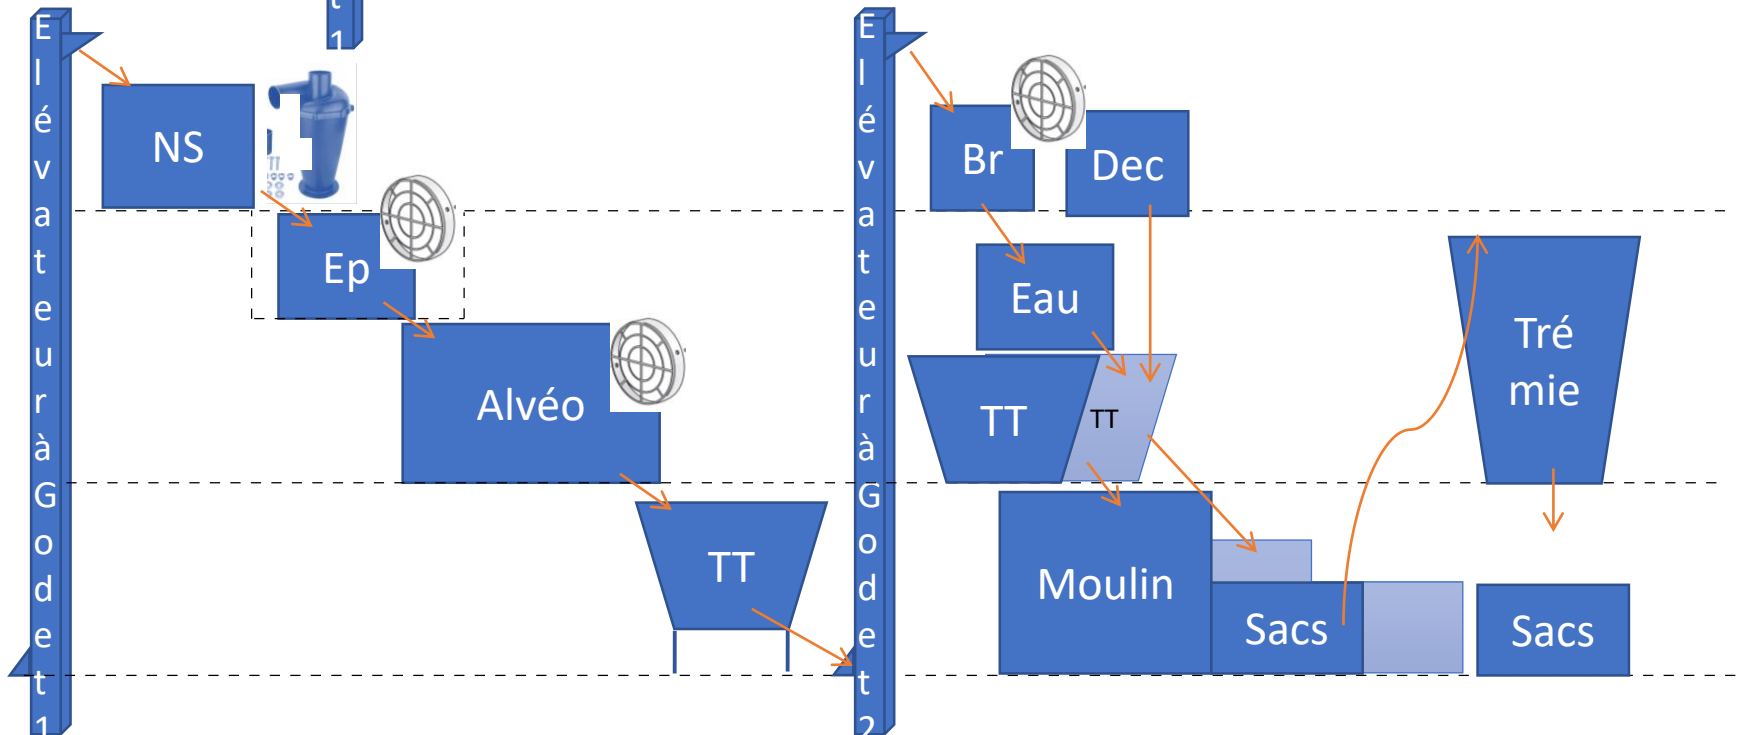 Elévateur à Godet 1
t
1
NS
Ep
Alvéo
TT
Elévateur à Godet 2
Br
Dec
Eau
TT
TT
Moulin
Sacs
Tré
mie
Sacs